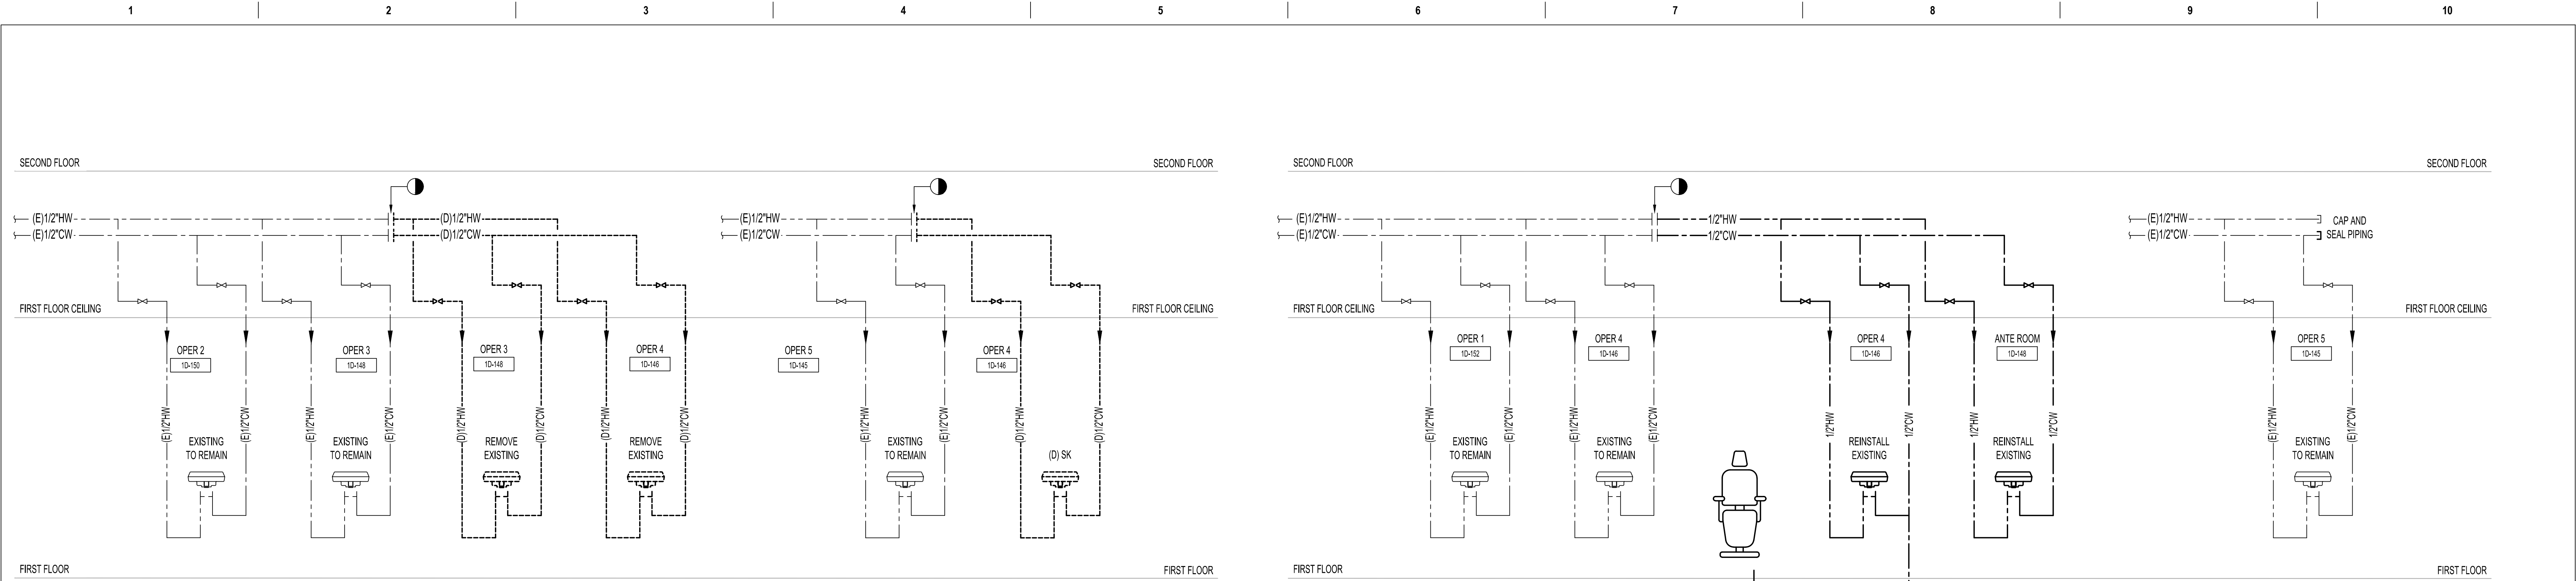 1 2 3 4 5 6 7 8 9 10
SECOND FLOOR SECOND FLOOR SECOND FLOOR SECOND FLOOR
(E)1/2"HW (D)1/2"HW (E)1/2"HW (E)1/2"HW 1/2"HW (E)1/2"HW CAP AND
(E)1/2"CW (D)1/2"CW (E)1/2"CW (E)1/2"CW 1/2"CW (E)1/2"CW SEAL PIPING
FIRST FLOOR CEILING FIRST FLOOR CEILING FIRST FLOOR CEILING FIRST FLOOR CEILING
OPER 2 OPER 3 OPER 3 OPER 4 OPER 5 OPER 4 OPER 1 OPER 4 OPER 4 ANTE ROOM OPER 5
1D-150 1D-148 1D-148 1D-146 1D-145 1D-146 1D-152 1D-146 1D-146 1D-148 1D-145
(E)1/2"HW (E)1/2"CW (E)1/2"HW (E)1/2"CW (D)1/2"HW (D)1/2"CW (D1/2"HW (D)1/2"CW (E)1/2"HW (E)1/2"CW (D)1/2"HW (D)1/2"CW (E)1/2"HW (E)1/2"CW (E)1/2"HW (E)1/2"CW 1/2"HW 1/2"CW 1/2"HW 1/2"CW (E)1/2"HW (E)1/2"CW
EXISTING EXISTING REMOVE REMOVE EXISTING EXISTING EXISTING REINSTALL REINSTALL EXISTING
TO REMAIN TO REMAIN EXISTING EXISTING TO REMAIN (D) SK TO REMAIN TO REMAIN EXISTING EXISTING TO REMAIN
FIRST FLOOR FIRST FLOOR FIRST FLOOR FIRST FLOOR